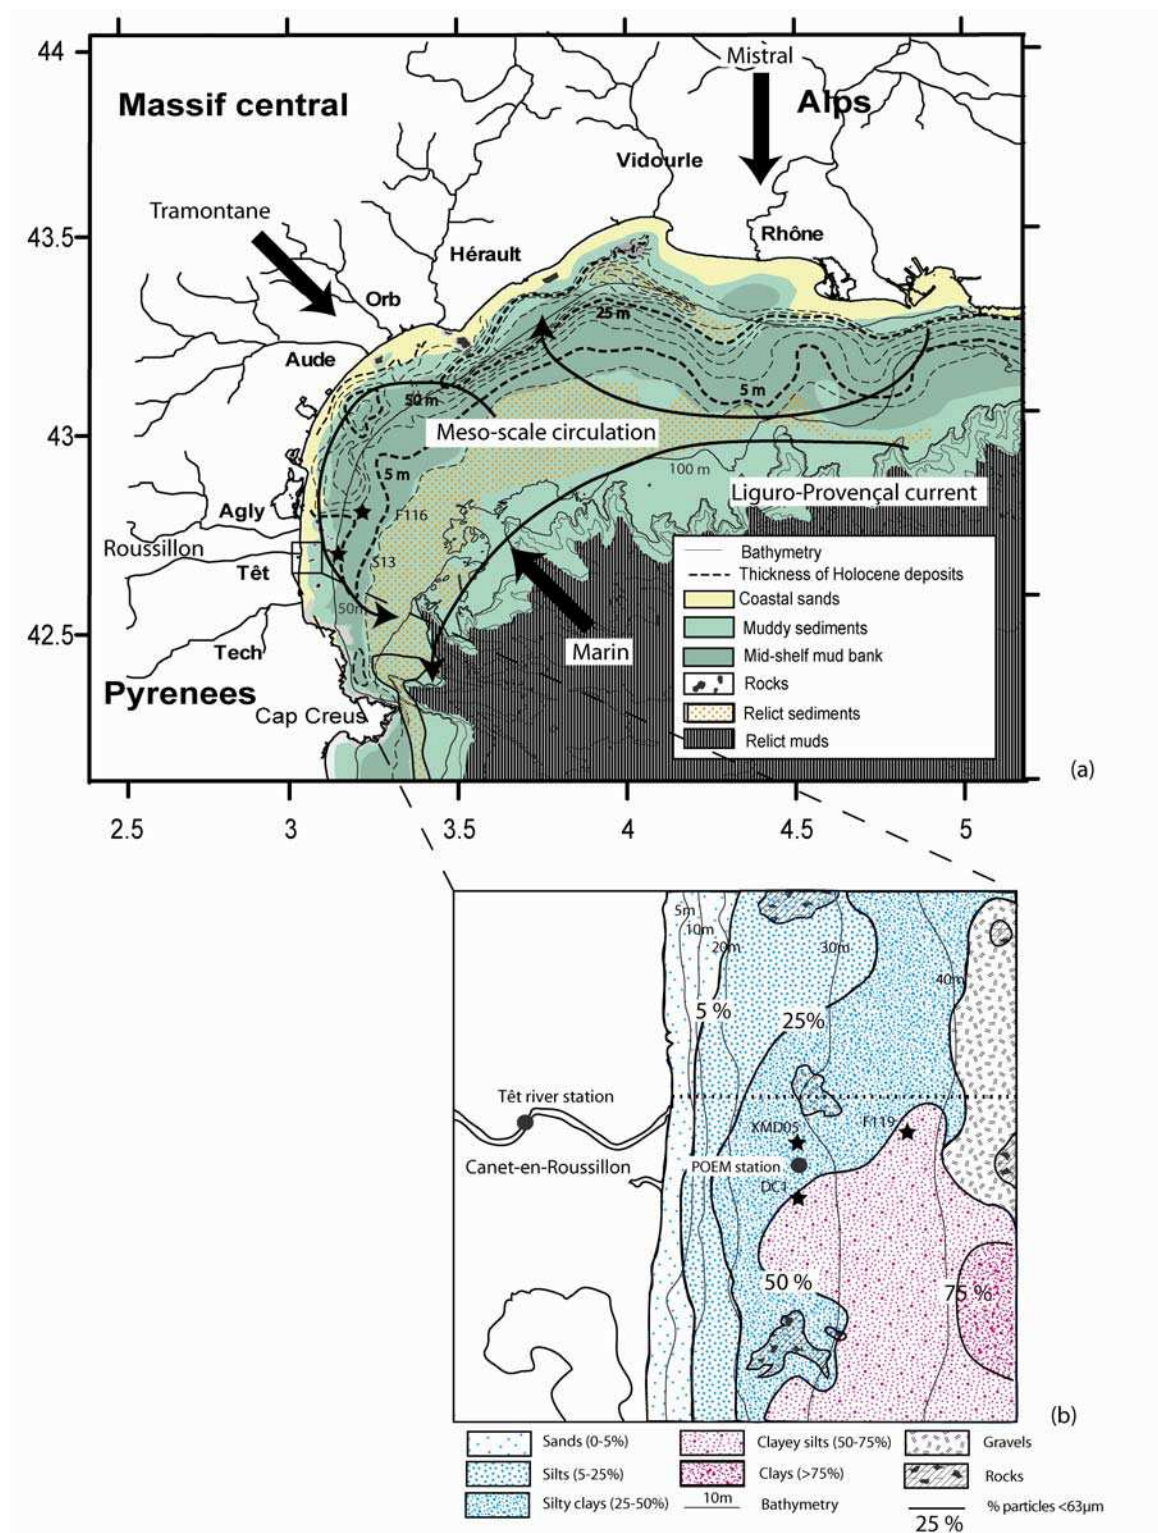 44
Mistral
Massif central
Alps
Vidourle
Tramontane
43.5
Rhône
Hérault
Orb
25 m
Aude
5 m
50 m
43
Meso-scale circulation
100 m
5 m
Liguro-Provençal current
Agly
F116
Roussillon
S13
Têt
50m
42.5
Tech
Marin
Pyrenees
Cap Creus
Bathymetry
Thickness of Holocene deposits
Coastal sands
Muddy sediments
Mid-shelf mud bank
Rocks
Relict sediments
Relict muds
(a)
2.5 3 3.5 4 4.5 5
5m
10m
20m
30m
40m
5 %
25%
Têt river station
XMD05
F119
Canet-en-Roussillon
POEM station
DC1
50 %
75 %
(b)
Sands (0-5%)
Silts (5-25%)
Silty clays (25-50%)
Clayey silts (50-75%)
Clays (>75%)
10m Bathymetry
Gravels
Rocks
% particles <63µm
25 %